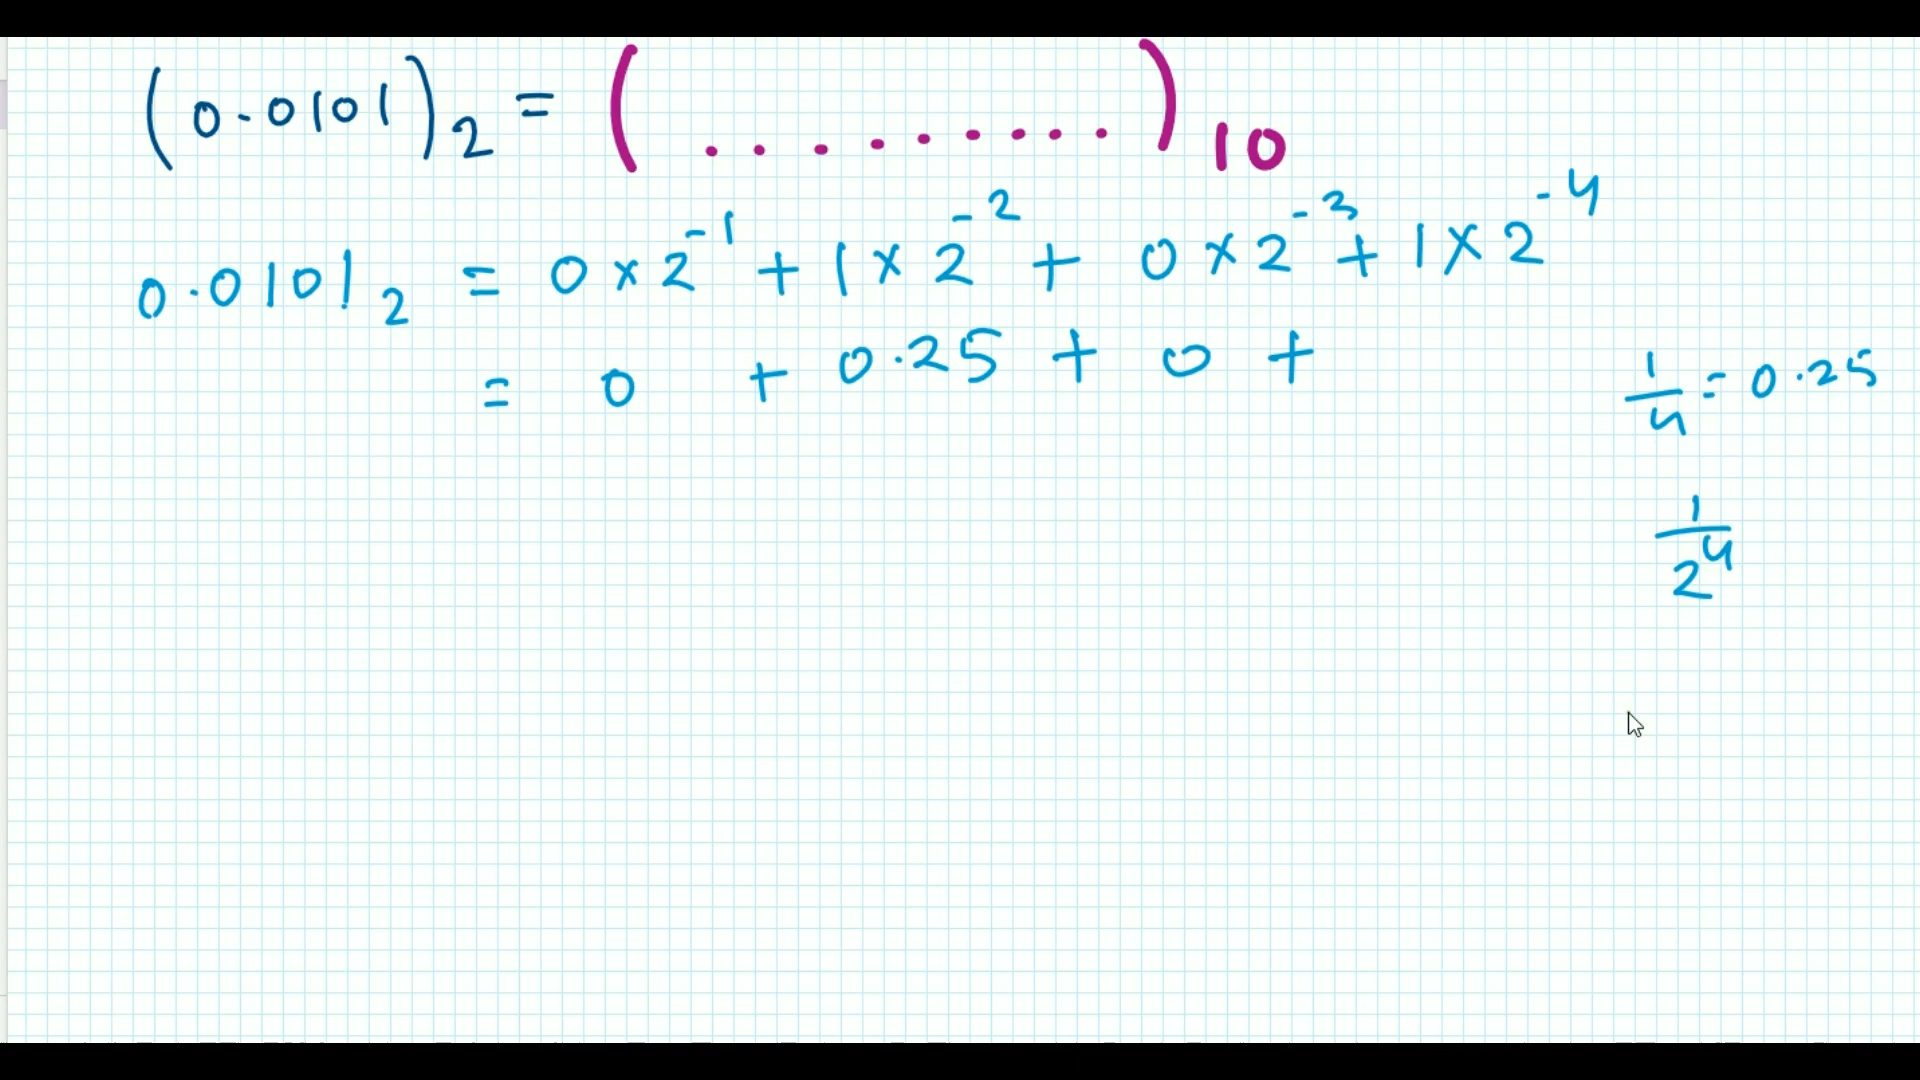 (0.0101)₂ = (.........)₁₀
0.0101₂ = 0 × 2⁻¹ + 1 × 2⁻² + 0 × 2⁻³ + 1 × 2⁻⁴
= 0 + 0.25 + 0 +
1/4 = 0.25
1/2⁴